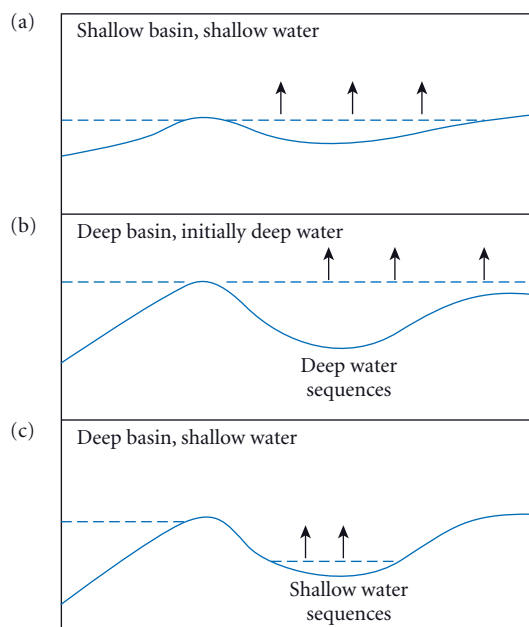 (a)
Shallow basin, shallow water
(b)
Deep basin, initially deep water
Deep water
sequences
(c)
Deep basin, shallow water
Shallow water
sequences